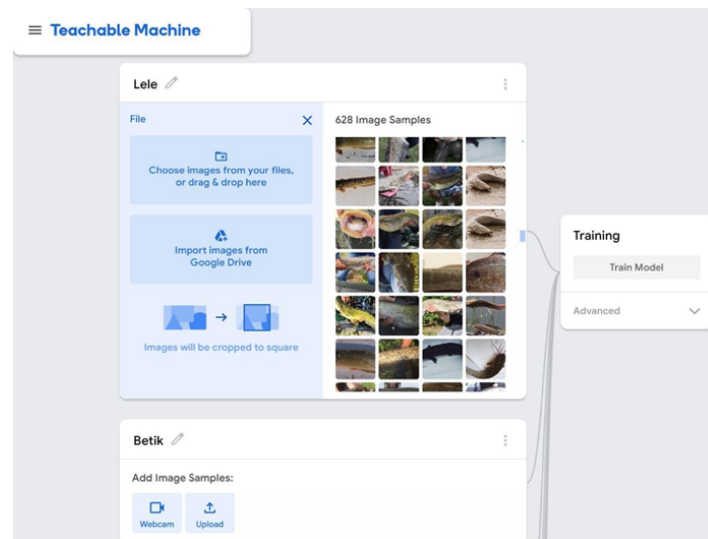 Teachable Machine
Lele
File
628 Image Samples
Choose images from your files,
or drag & drop here
Import images from
Google Drive
Images will be cropped to square
Training
Train Model
Advanced
Betik
Add Image Samples:
Webcam
Upload